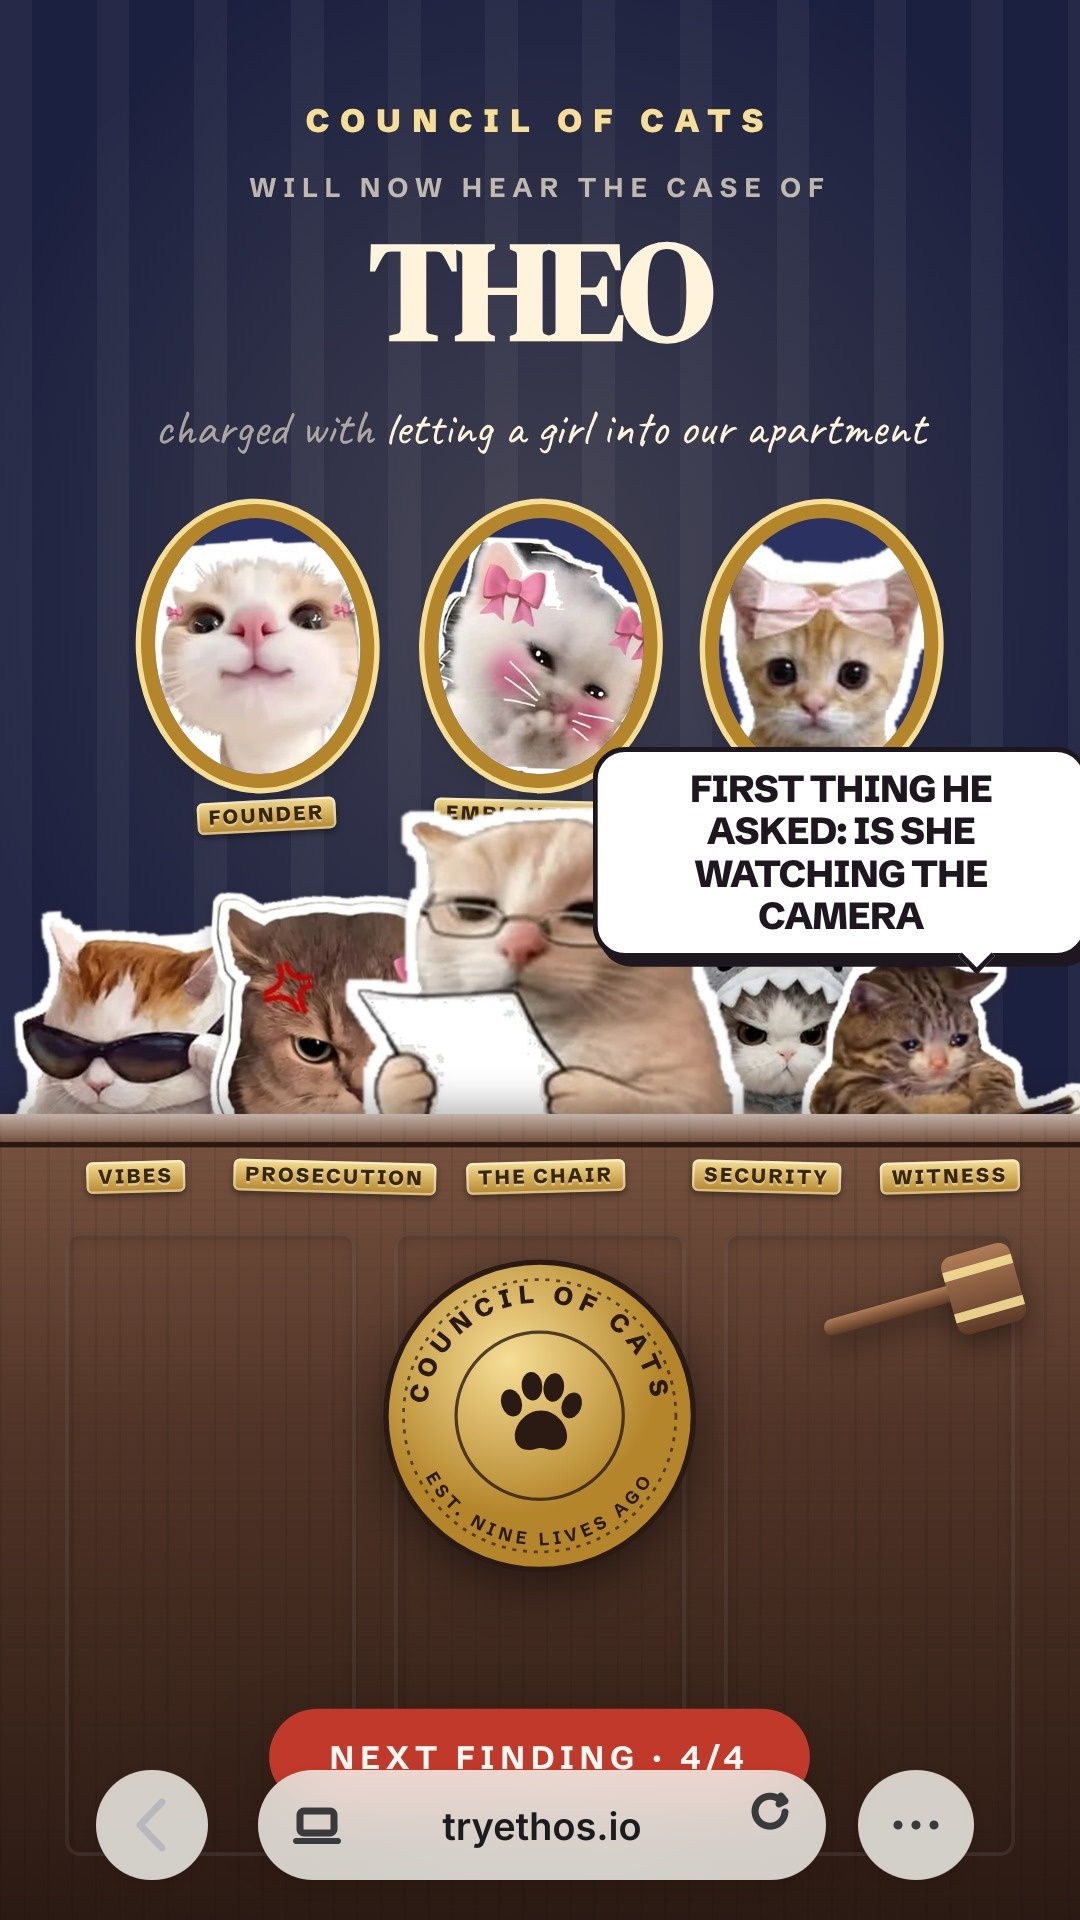 COUNCIL OF CATS
WILL NOW HEAR THE CASE OF
THEO
charged with letting a girl into our apartment
FOUNDER
FIRST THING HE
ASKED: IS SHE
WATCHING THE
CAMERA
VIBES
PROSECUTION
THE CHAIR
SECURITY
WITNESS
COUNCIL OF CATS
EST. NINE LIVES AGO
NEXT FINDING · 4/4
tryethos.io